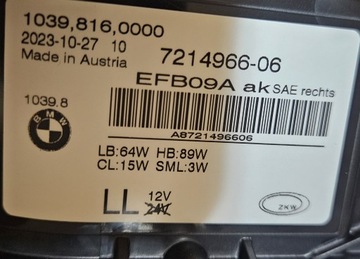 1039,816,0000
2023-10-27 10
Made in Austria
7214966-06
EFB09A ak SAE rechts
1039.8
BMW
A8721496606
LB:64W HB:89W
CL:15W SML:3W
LL 12V
24V
ZKW